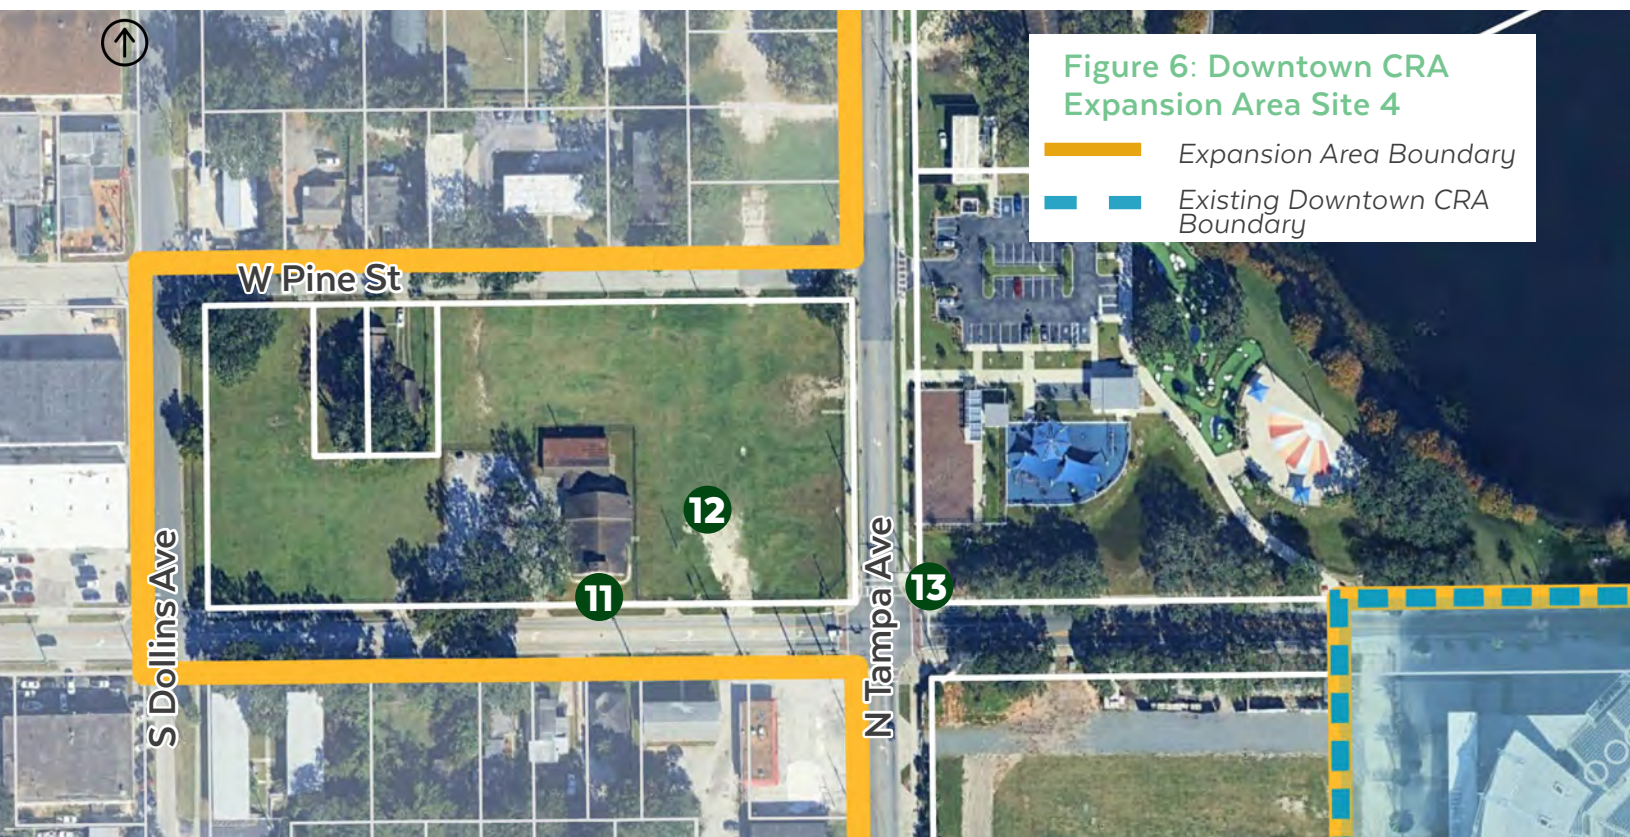 Figure 6: Downtown CRA
Expansion Area Site 4
Expansion Area Boundary
Existing Downtown CRA
Boundary
W Pine St
12
11
13
S Dollins Ave
N Tampa Ave